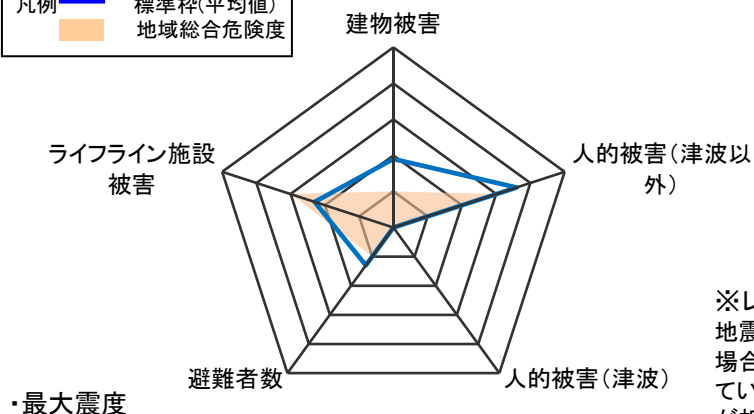 凡例 標準枠(平均値)
地域総合危険度
建物被害
ライフライン施設
被害
人的被害(津波以
外)
避難者数
人的被害(津波)
・最大震度
※レ
地震
場合
てい